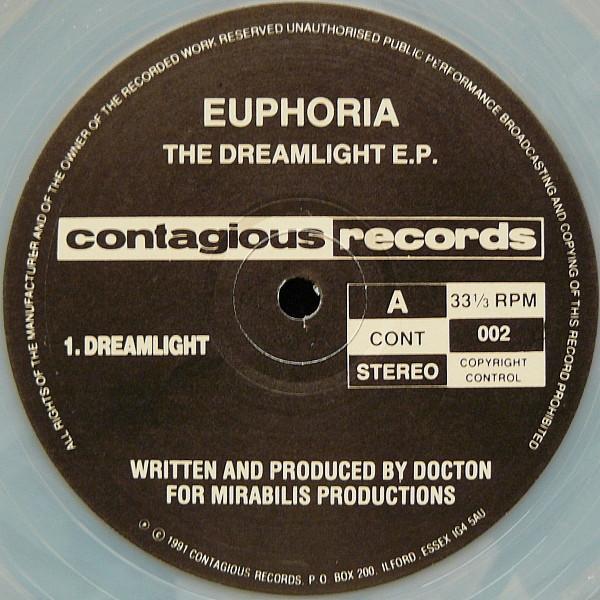 ALL RIGHTS OF THE MANUFACTURER AND OF THE OWNER OF THE RECORDED WORK RESERVED UNAUTHORISED PUBLIC PERFORMANCE BROADCASTING AND COPYING OF THIS RECORD PROHIBITED
EUPHORIA
THE DREAMLIGHT E.P.
contagious records
A 33⅓ RPM
CONT 002
STEREO COPYRIGHT CONTROL
1. DREAMLIGHT
WRITTEN AND PRODUCED BY DOCTON
FOR MIRABILIS PRODUCTIONS
℗ © 1991 CONTAGIOUS RECORDS. P O BOX 200. ILFORD. ESSEX IG4 5AU